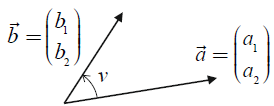 b⃗ = (b₁ b₂)
a⃗ = (a₁ a₂)
v